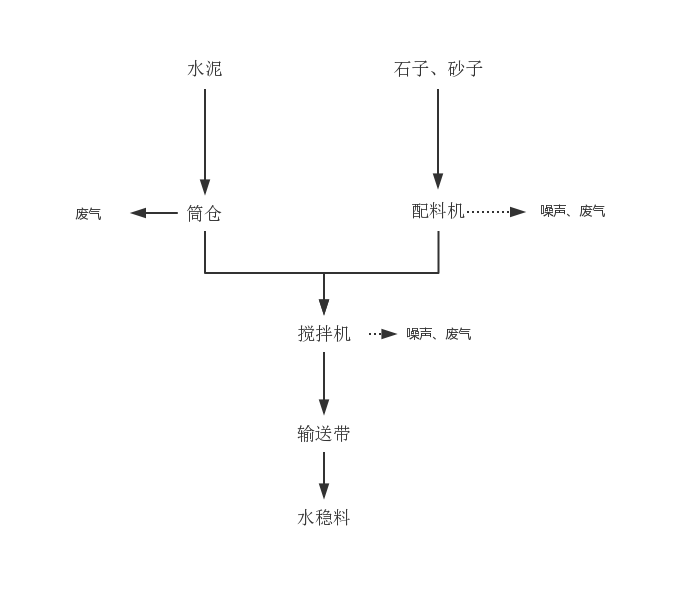 水泥
石子、砂子
废气
筒仓
配料机
噪声、废气
搅拌机
噪声、废气
输送带
水稳料